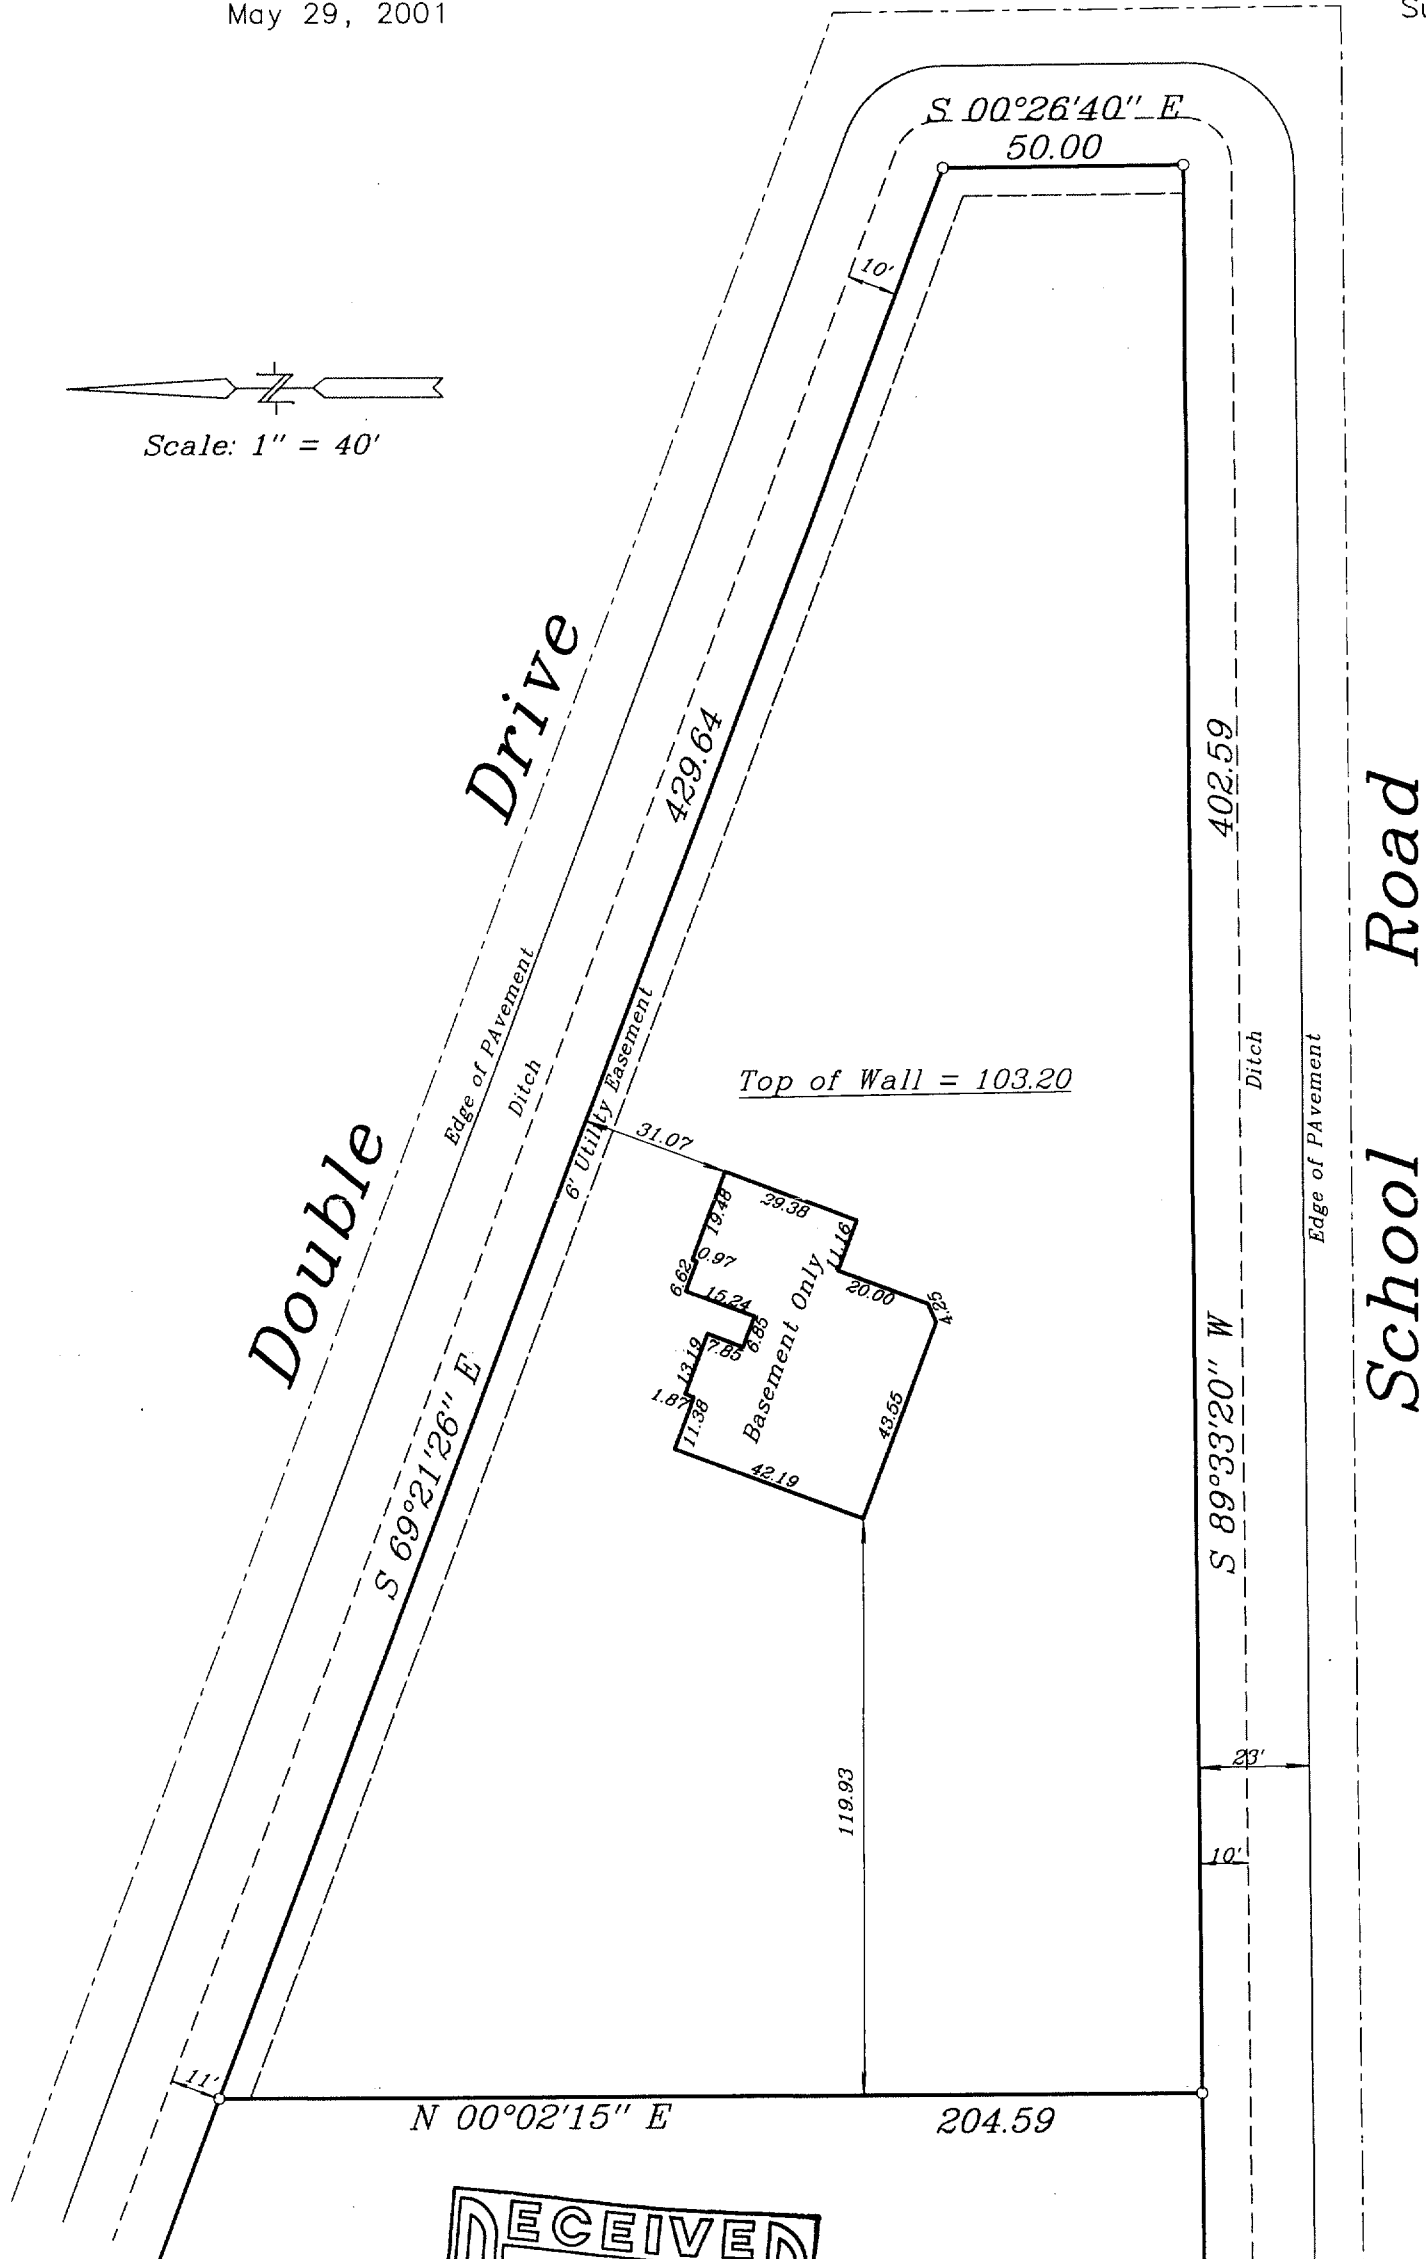 May 29, 2001
S 00°26'40" E
50.00
10'
Scale: 1" = 40'
Double Drive
429.64
402.59
School Road
Edge of PAvement
Ditch
6' Utility Easement
Ditch
Edge of PAvement
Top of Wall = 103.20
31.07
29.38
19.48
0.97
11.16
6.62
15.24
20.00
4.25
6.85
7.85
13.19
1.87
11.38
Basement Only
43.55
42.19
S 69°21'26" E
S 89°33'20" W
23'
119.93
10'
11'
N 00°02'15" E
204.59
RECEIVED